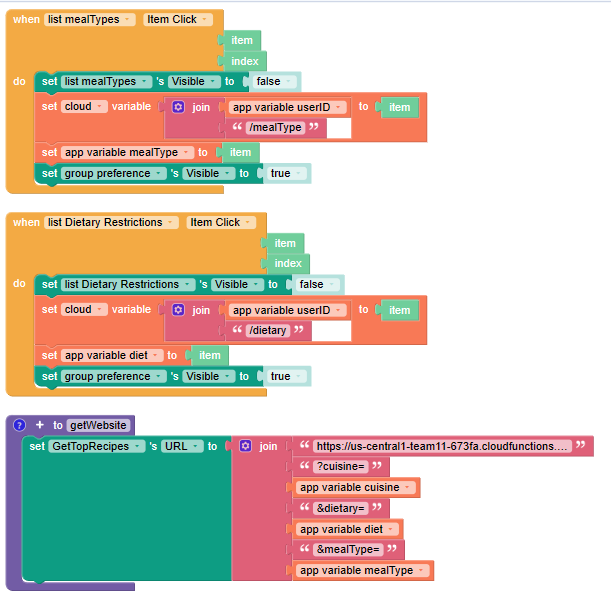 when list mealTypes Item Click
item
index
do set list mealTypes 's Visible to false
set cloud variable join app variable userID to item
“ /mealType ”
set app variable mealType to item
set group preference 's Visible to true
when list Dietary Restrictions Item Click
item
index
do set list Dietary Restrictions 's Visible to false
set cloud variable join app variable userID to item
“ /dietary ”
set app variable diet to item
set group preference 's Visible to true
? + to getWebsite
set GetTopRecipes 's URL to join “ https://us-central1-team11-673fa.cloudfunctions.... ”
“ ?cuisine= ”
app variable cuisine
“ &dietary= ”
app variable diet
“ &mealType= ”
app variable mealType